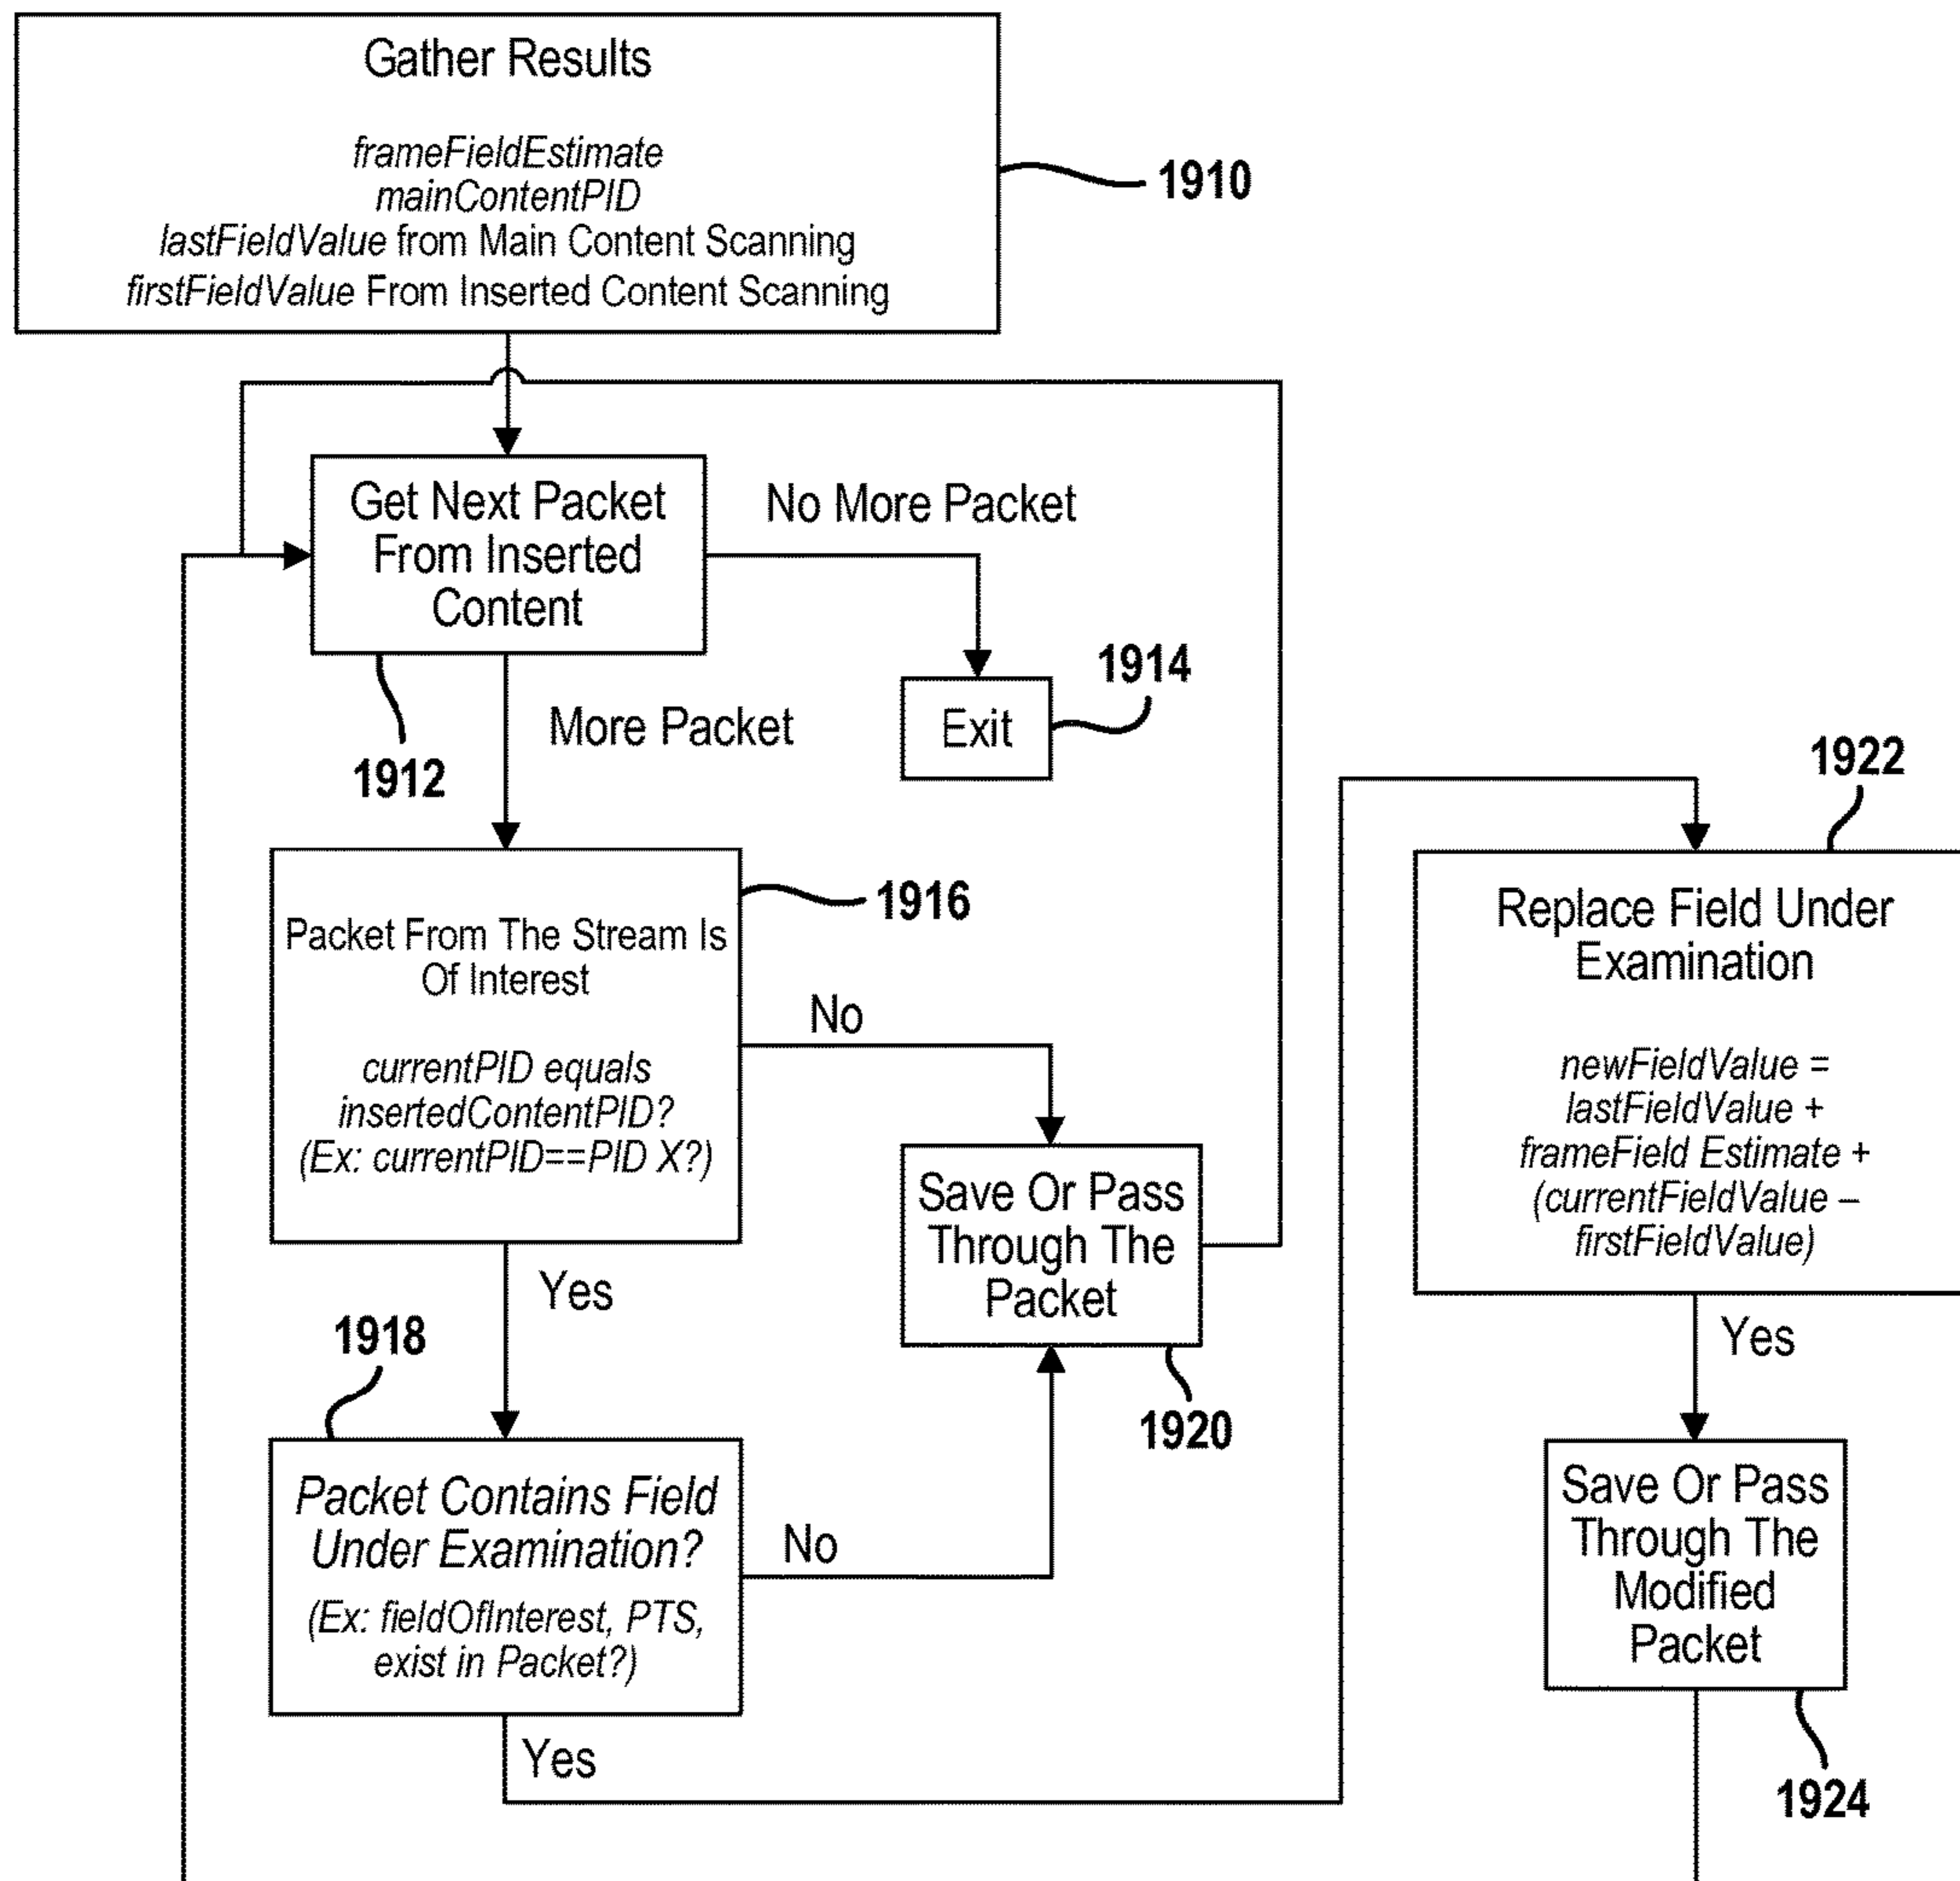 Gather Results
frameFieldEstimate
mainContentPID
lastFieldValue from Main Content Scanning
firstFieldValue From Inserted Content Scanning
1910
Get Next Packet
From Inserted
Content
No More Packet
1912
More Packet
1914
Exit
1916
Packet From The Stream Is
Of Interest
currentPID equals
insertedContentPID?
(Ex: currentPID==PID X?)
No
Yes
Save Or Pass
Through The
Packet
1920
1918
Packet Contains Field
Under Examination?
(Ex: fieldOfInterest, PTS,
exist in Packet?)
No
Yes
1922
Replace Field Under
Examination
newFieldValue =
lastFieldValue +
frameField Estimate +
(currentFieldValue –
firstFieldValue)
Yes
Save Or Pass
Through The
Modified
Packet
1924